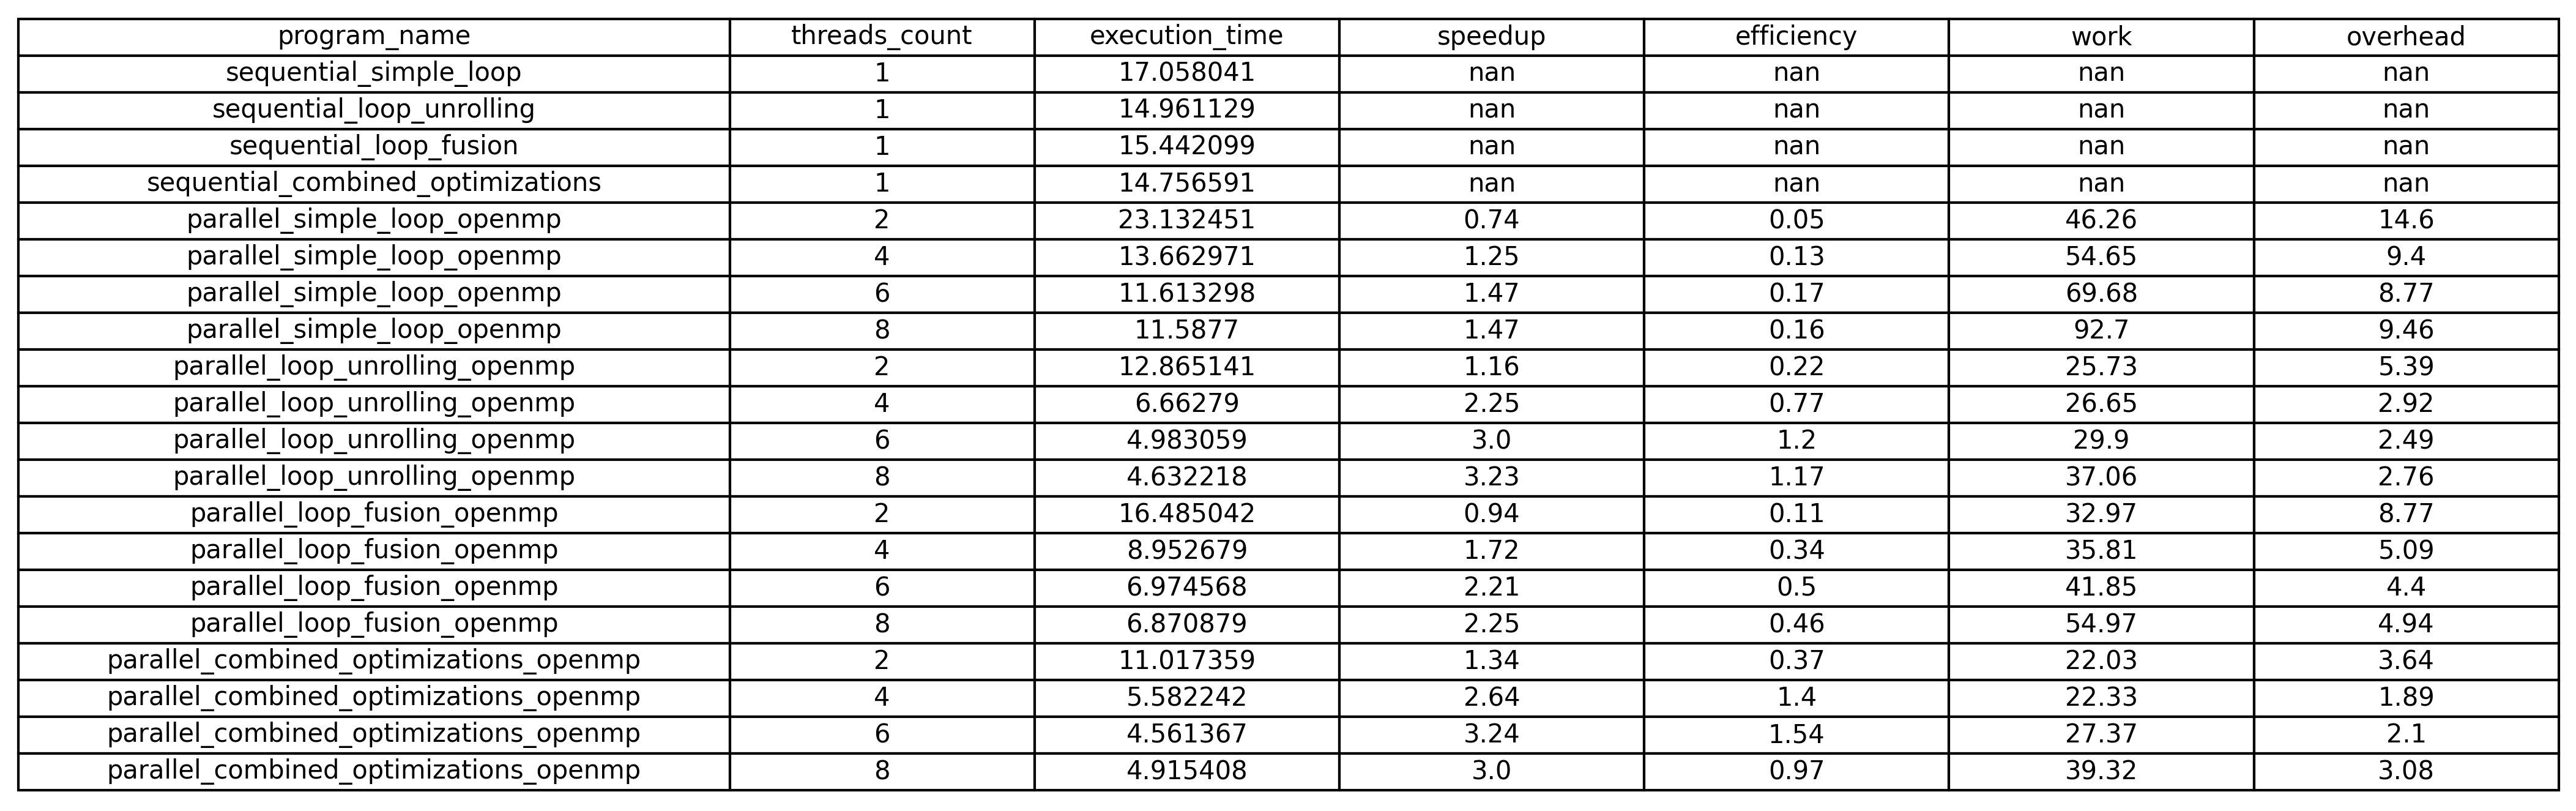 program_name threads_count execution_time speedup efficiency work overhead
sequential_simple_loop 1 17.058041 nan nan nan nan
sequential_loop_unrolling 1 14.961129 nan nan nan nan
sequential_loop_fusion 1 15.442099 nan nan nan nan
sequential_combined_optimizations 1 14.756591 nan nan nan nan
parallel_simple_loop_openmp 2 23.132451 0.74 0.05 46.26 14.6
parallel_simple_loop_openmp 4 13.662971 1.25 0.13 54.65 9.4
parallel_simple_loop_openmp 6 11.613298 1.47 0.17 69.68 8.77
parallel_simple_loop_openmp 8 11.5877 1.47 0.16 92.7 9.46
parallel_loop_unrolling_openmp 2 12.865141 1.16 0.22 25.73 5.39
parallel_loop_unrolling_openmp 4 6.66279 2.25 0.77 26.65 2.92
parallel_loop_unrolling_openmp 6 4.983059 3.0 1.2 29.9 2.49
parallel_loop_unrolling_openmp 8 4.632218 3.23 1.17 37.06 2.76
parallel_loop_fusion_openmp 2 16.485042 0.94 0.11 32.97 8.77
parallel_loop_fusion_openmp 4 8.952679 1.72 0.34 35.81 5.09
parallel_loop_fusion_openmp 6 6.974568 2.21 0.5 41.85 4.4
parallel_loop_fusion_openmp 8 6.870879 2.25 0.46 54.97 4.94
parallel_combined_optimizations_openmp 2 11.017359 1.34 0.37 22.03 3.64
parallel_combined_optimizations_openmp 4 5.582242 2.64 1.4 22.33 1.89
parallel_combined_optimizations_openmp 6 4.561367 3.24 1.54 27.37 2.1
parallel_combined_optimizations_openmp 8 4.915408 3.0 0.97 39.32 3.08